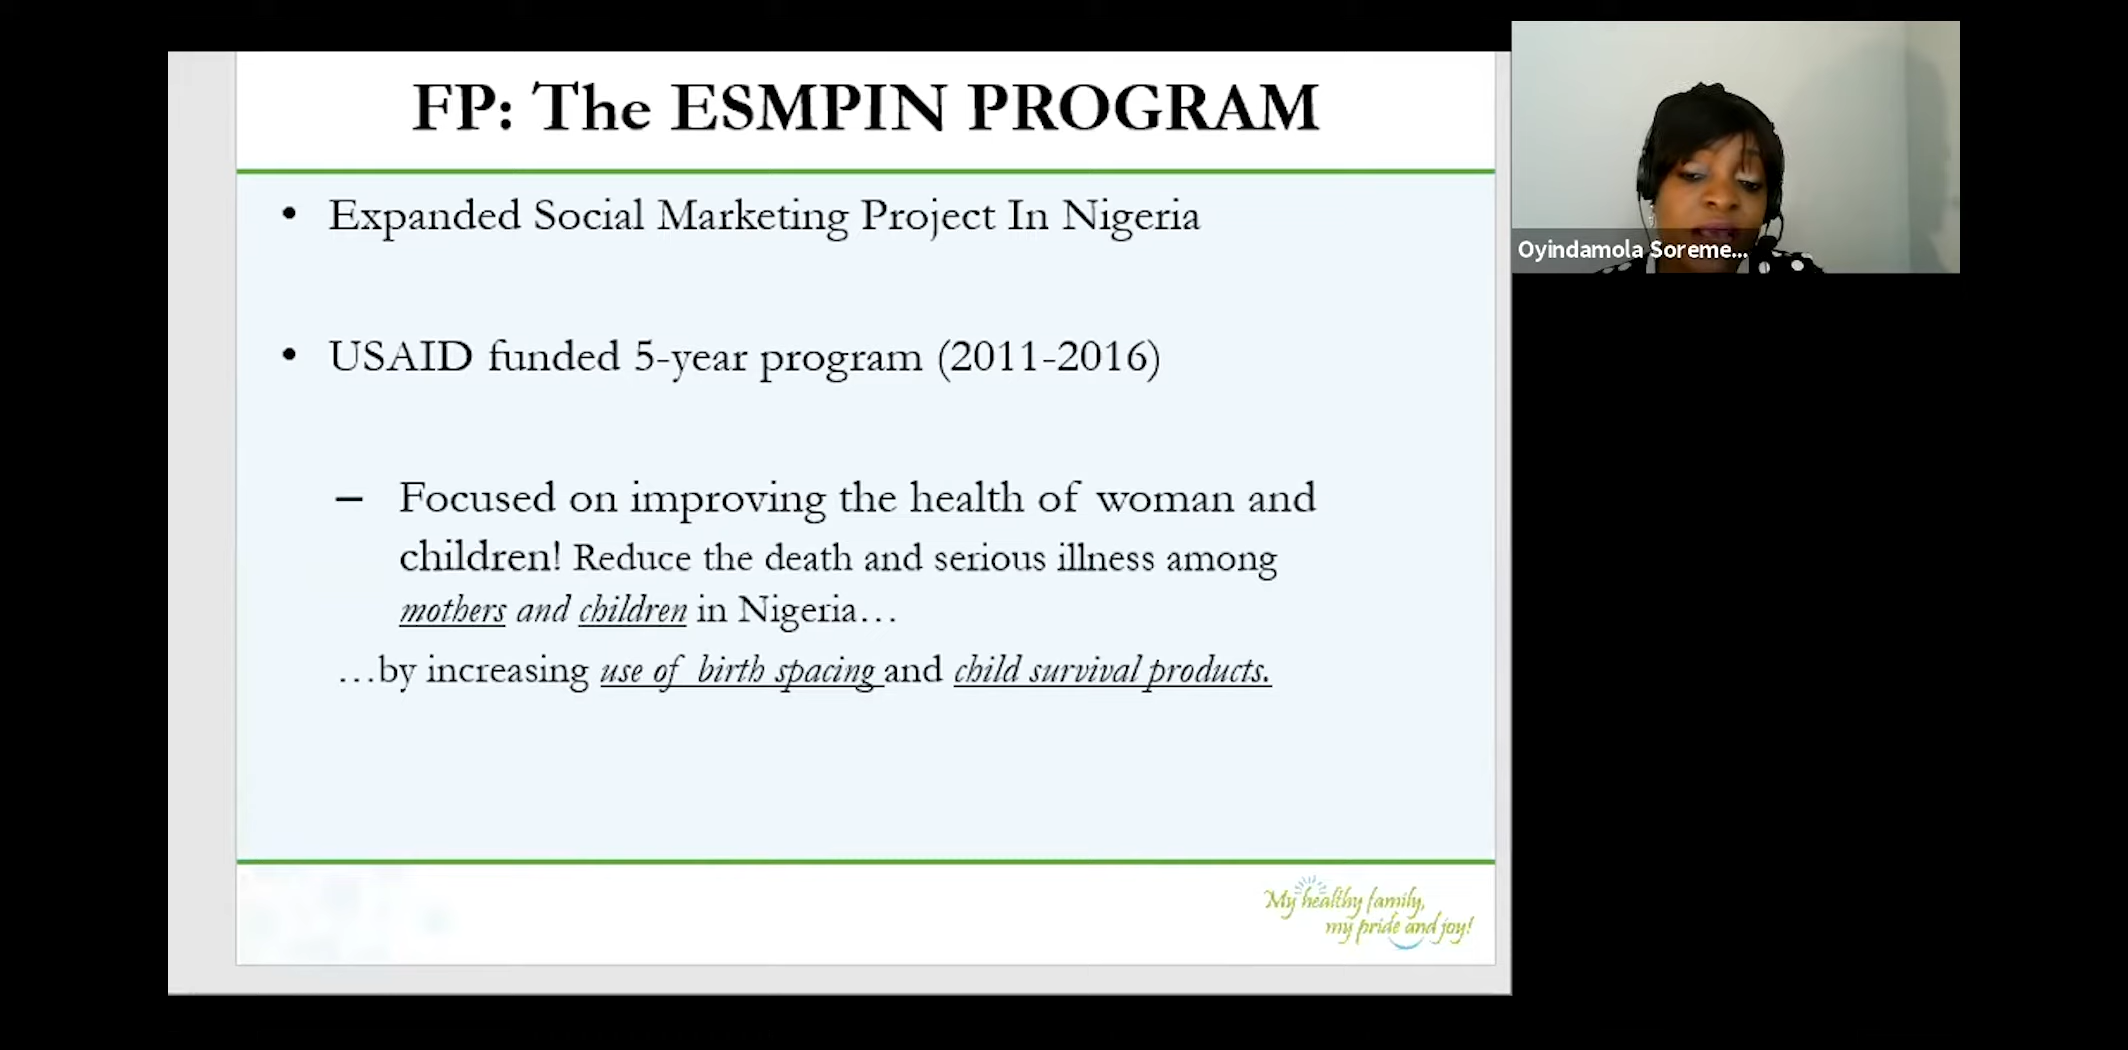 FP: The ESMPIN PROGRAM
• Expanded Social Marketing Project In Nigeria
• USAID funded 5-year program (2011-2016)
– Focused on improving the health of woman and
children! Reduce the death and serious illness among
mothers and children in Nigeria…
…by increasing use of birth spacing and child survival products.
My healthy family,
my pride and joy!
Oyindamola Soreme...